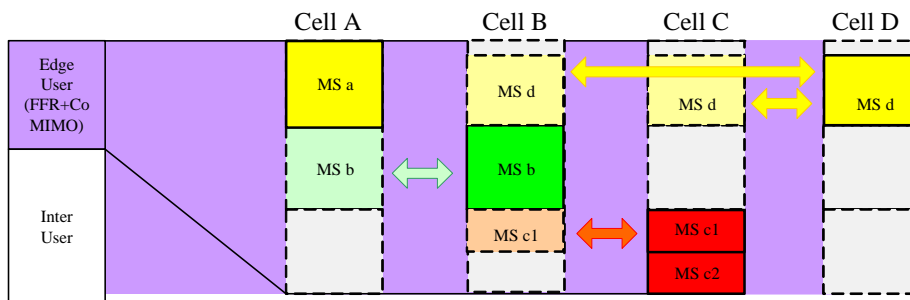 Cell A
Cell B
Cell C
Cell D
Edge
User
(FFR+Co
MIMO)
MS a
MS d
MS d
MS d
MS b
MS b
Inter
User
MS c1
MS c1
MS c2